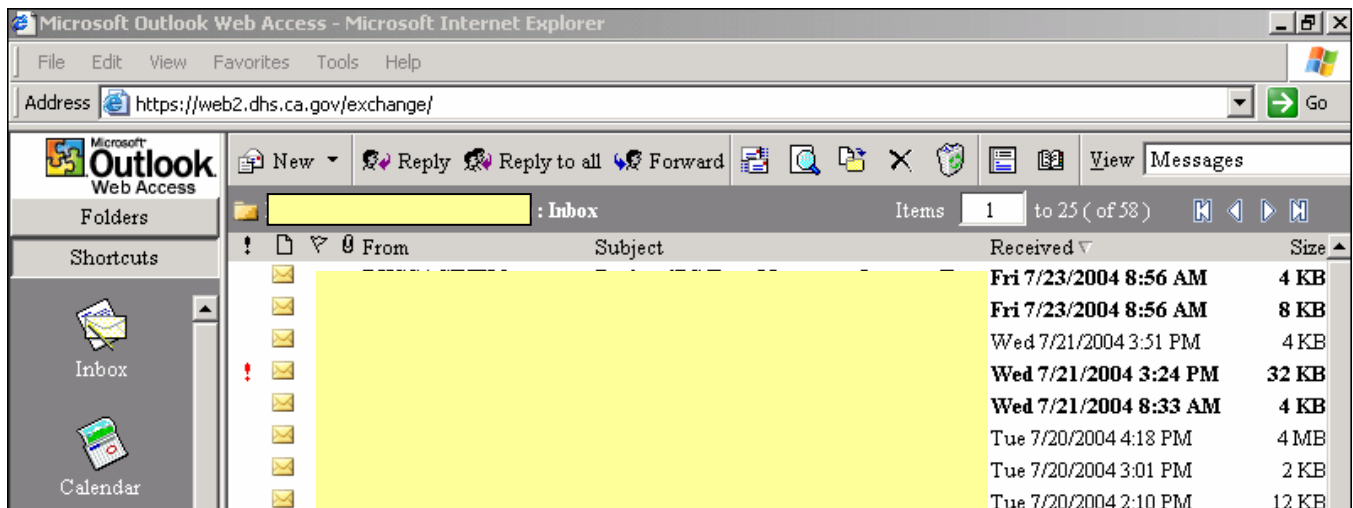 Microsoft Outlook Web Access - Microsoft Internet Explorer
File Edit View Favorites Tools Help
Address https://web2.dhs.ca.gov/exchange/ Go
Microsoft Outlook Web Access
New Reply Reply to all Forward View Messages
Folders
: Inbox Items 1 to 25 ( of 58 )
Shortcuts
! From Subject Received Size
Fri 7/23/2004 8:56 AM 4 KB
Fri 7/23/2004 8:56 AM 8 KB
Wed 7/21/2004 3:51 PM 4 KB
Inbox
! Wed 7/21/2004 3:24 PM 32 KB
Wed 7/21/2004 8:33 AM 4 KB
Tue 7/20/2004 4:18 PM 4 MB
Tue 7/20/2004 3:01 PM 2 KB
Calendar
Tue 7/20/2004 2:10 PM 12 KB